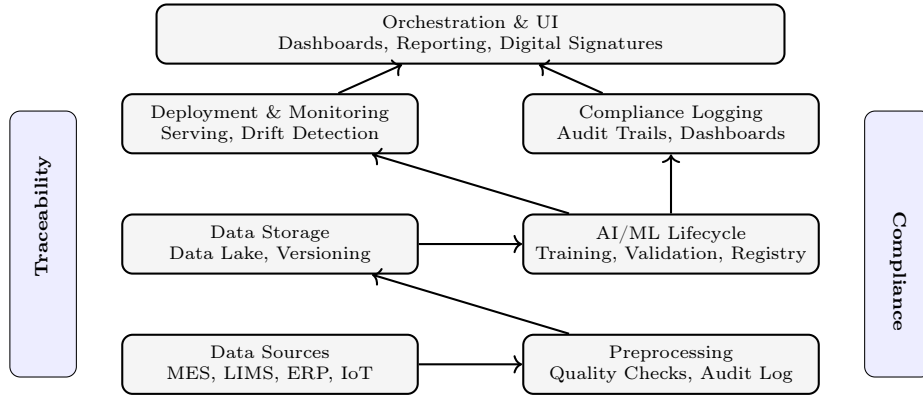 Orchestration & UI
Dashboards, Reporting, Digital Signatures
Deployment & Monitoring
Serving, Drift Detection
Compliance Logging
Audit Trails, Dashboards
Traceability
Data Storage
Data Lake, Versioning
AI/ML Lifecycle
Training, Validation, Registry
Compliance
Data Sources
MES, LIMS, ERP, IoT
Preprocessing
Quality Checks, Audit Log